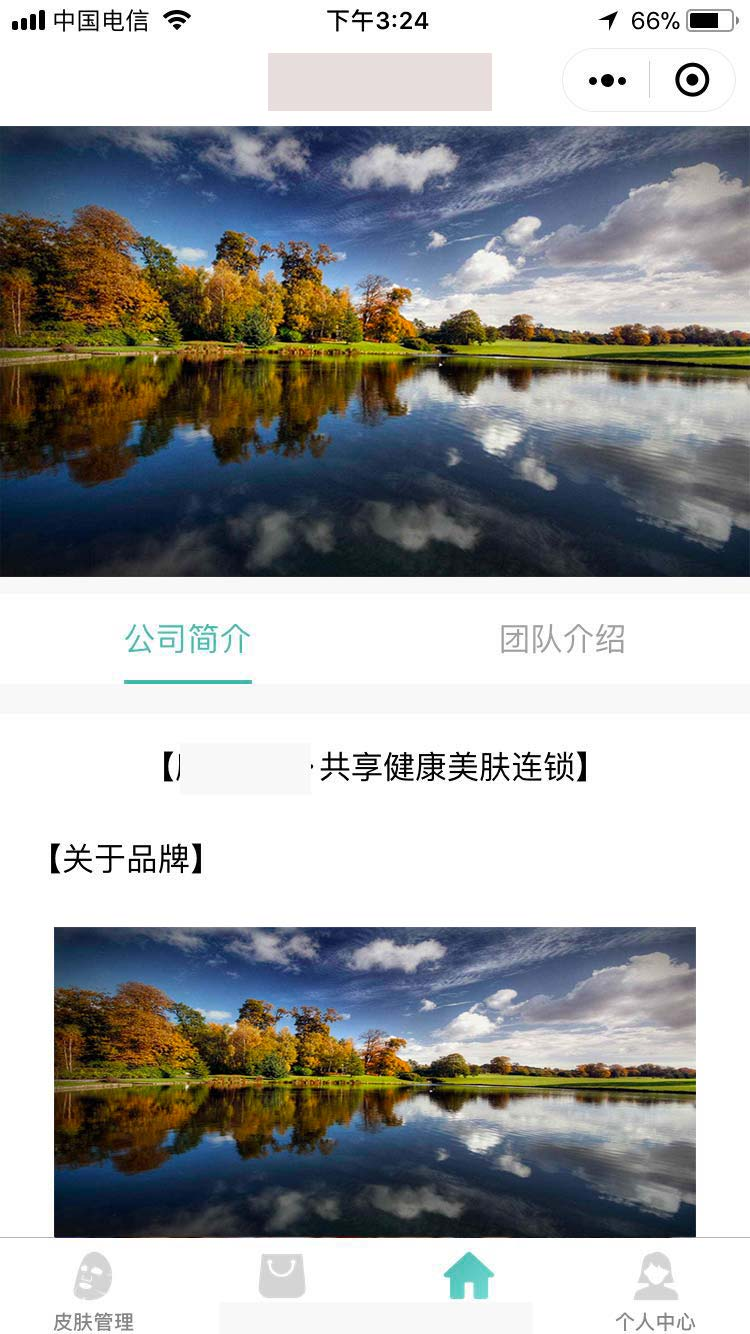 中国电信
下午3:24
66%
公司简介
团队介绍
【
·共享健康美肤连锁】
【关于品牌】
皮肤管理
个人中心